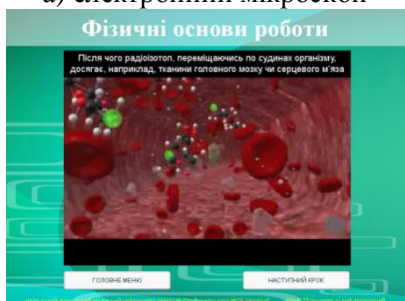 а) електронний мікроскоп
Фізичні основи роботи
Після чого радіоізотоп, переміщаючись по судинах організму,
досягає, наприклад, тканини головного мозку чи серцевого м'яза
ГОЛОВНЕ МЕНЮ
НАСТУПНИЙ КРОК